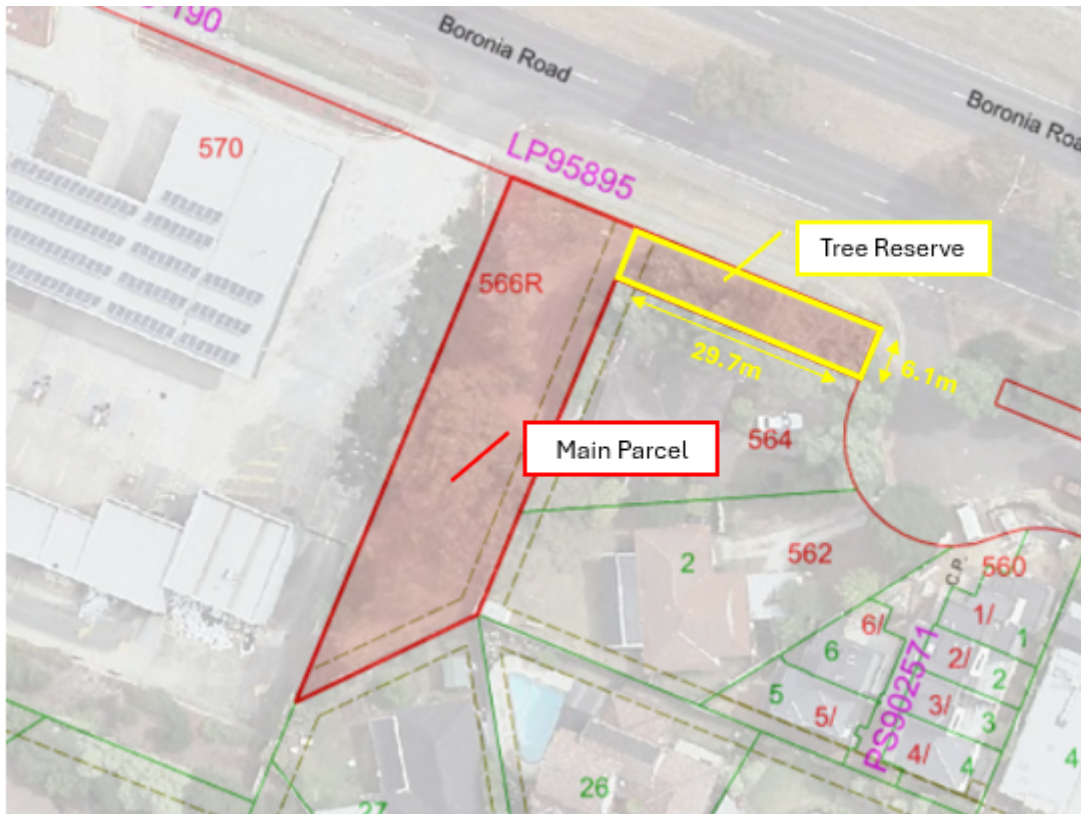 190
Boronia Road
Boronia Roa
570
LP95895
Tree Reserve
566R
29.7m
6.1m
Main Parcel
564
2
562
C.P.
560
6/
1/
1
6
2/
2
5
3/
3
5/
PS902571
4/
4
4
26
27